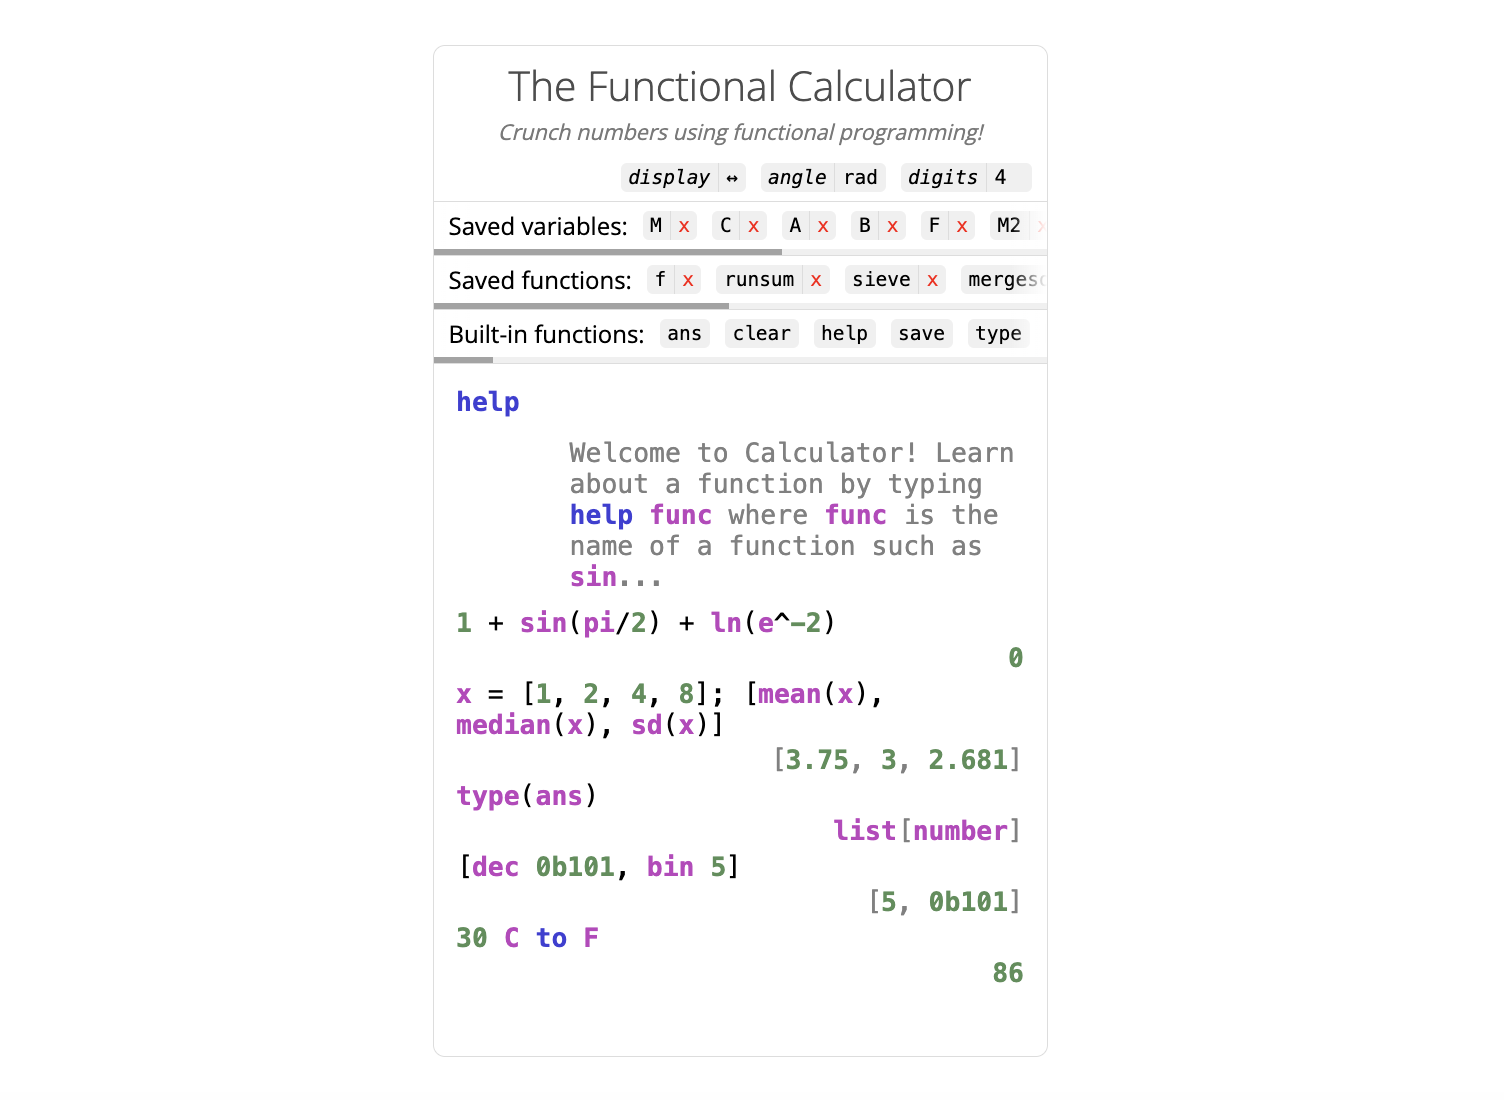 The Functional Calculator
Crunch numbers using functional programming!
display ↔ angle rad digits 4
Saved variables: M x C x A x B x F x M2 x
Saved functions: f x runsum x sieve x
Built-in functions: ans clear help save type
help
Welcome to Calculator! Learn
about a function by typing
help func where func is the
name of a function such as
sin...
1 + sin(pi/2) + ln(e^−2)
0
x = [1, 2, 4, 8]; [mean(x),
median(x), sd(x)]
[3.75, 3, 2.681]
type(ans)
list[number]
[dec 0b101, bin 5]
[5, 0b101]
30 C to F
86